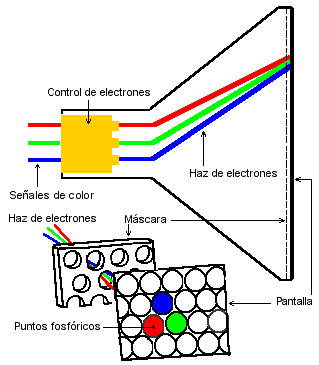 Control de electrones
Haz de electrones
Señales de color
Haz de electrones
Máscara
Pantalla
Puntos fosfóricos